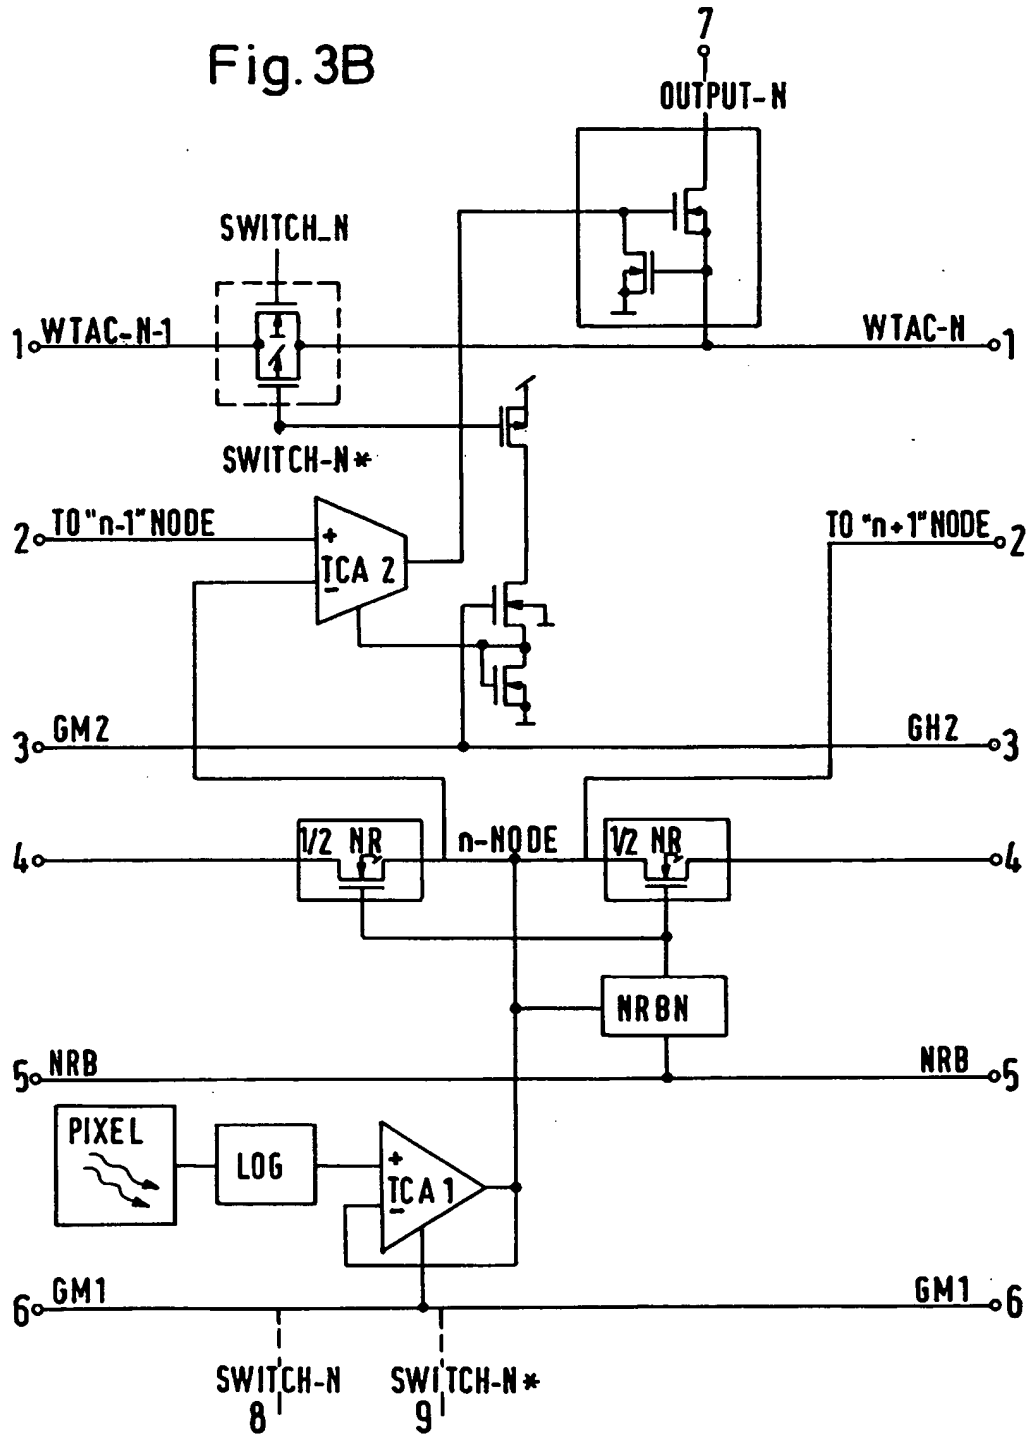 7
Fig. 3B
OUTPUT-N
SWITCH_N
1 WTAC-N-1
WTAC-N 1
SWITCH-N*
2 TO "n-1" NODE
TO "n+1" NODE 2
+
TCA 2
-
3 GM2
GH2 3
4
1/2 NR
n-NODE
1/2 NR
4
NRBN
5 NRB
NRB 5
PIXEL
LOG
+
TCA 1
-
6 GM1
GM1 6
SWITCH-N
SWITCH-N*
8
9